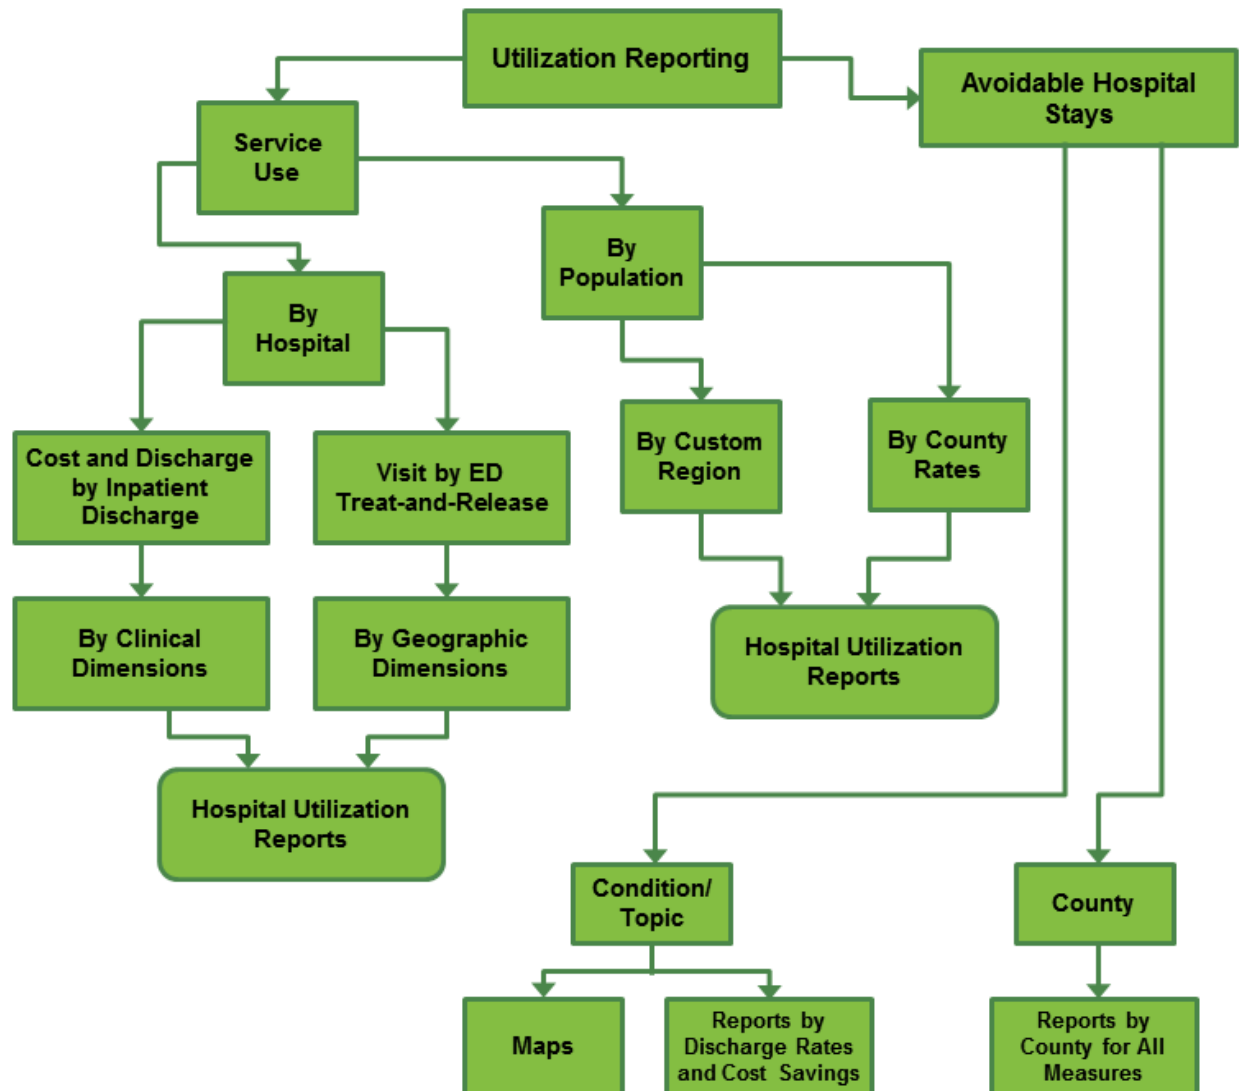 Utilization Reporting
Avoidable Hospital
Stays
Service
Use
By
Population
By
Hospital
Cost and Discharge
by Inpatient
Discharge
Visit by ED
Treat-and-Release
By Custom
Region
By County
Rates
By Clinical
Dimensions
By Geographic
Dimensions
Hospital Utilization
Reports
Hospital Utilization
Reports
Condition/
Topic
County
Maps
Reports by
Discharge Rates
and Cost Savings
Reports by
County for All
Measures